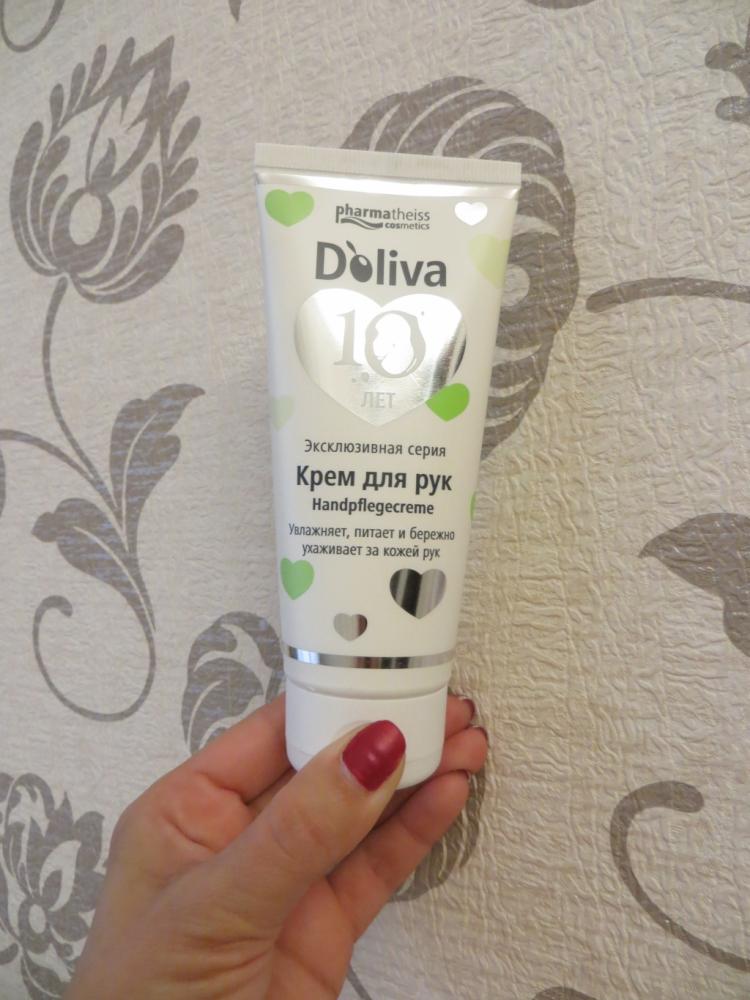 pharmatheiss
cosmetics
D'oliva
10
ЛЕТ
Эксклюзивная серия
Крем для рук
Handpflegecreme
Увлажняет, питает и бережно
ухаживает за кожей рук